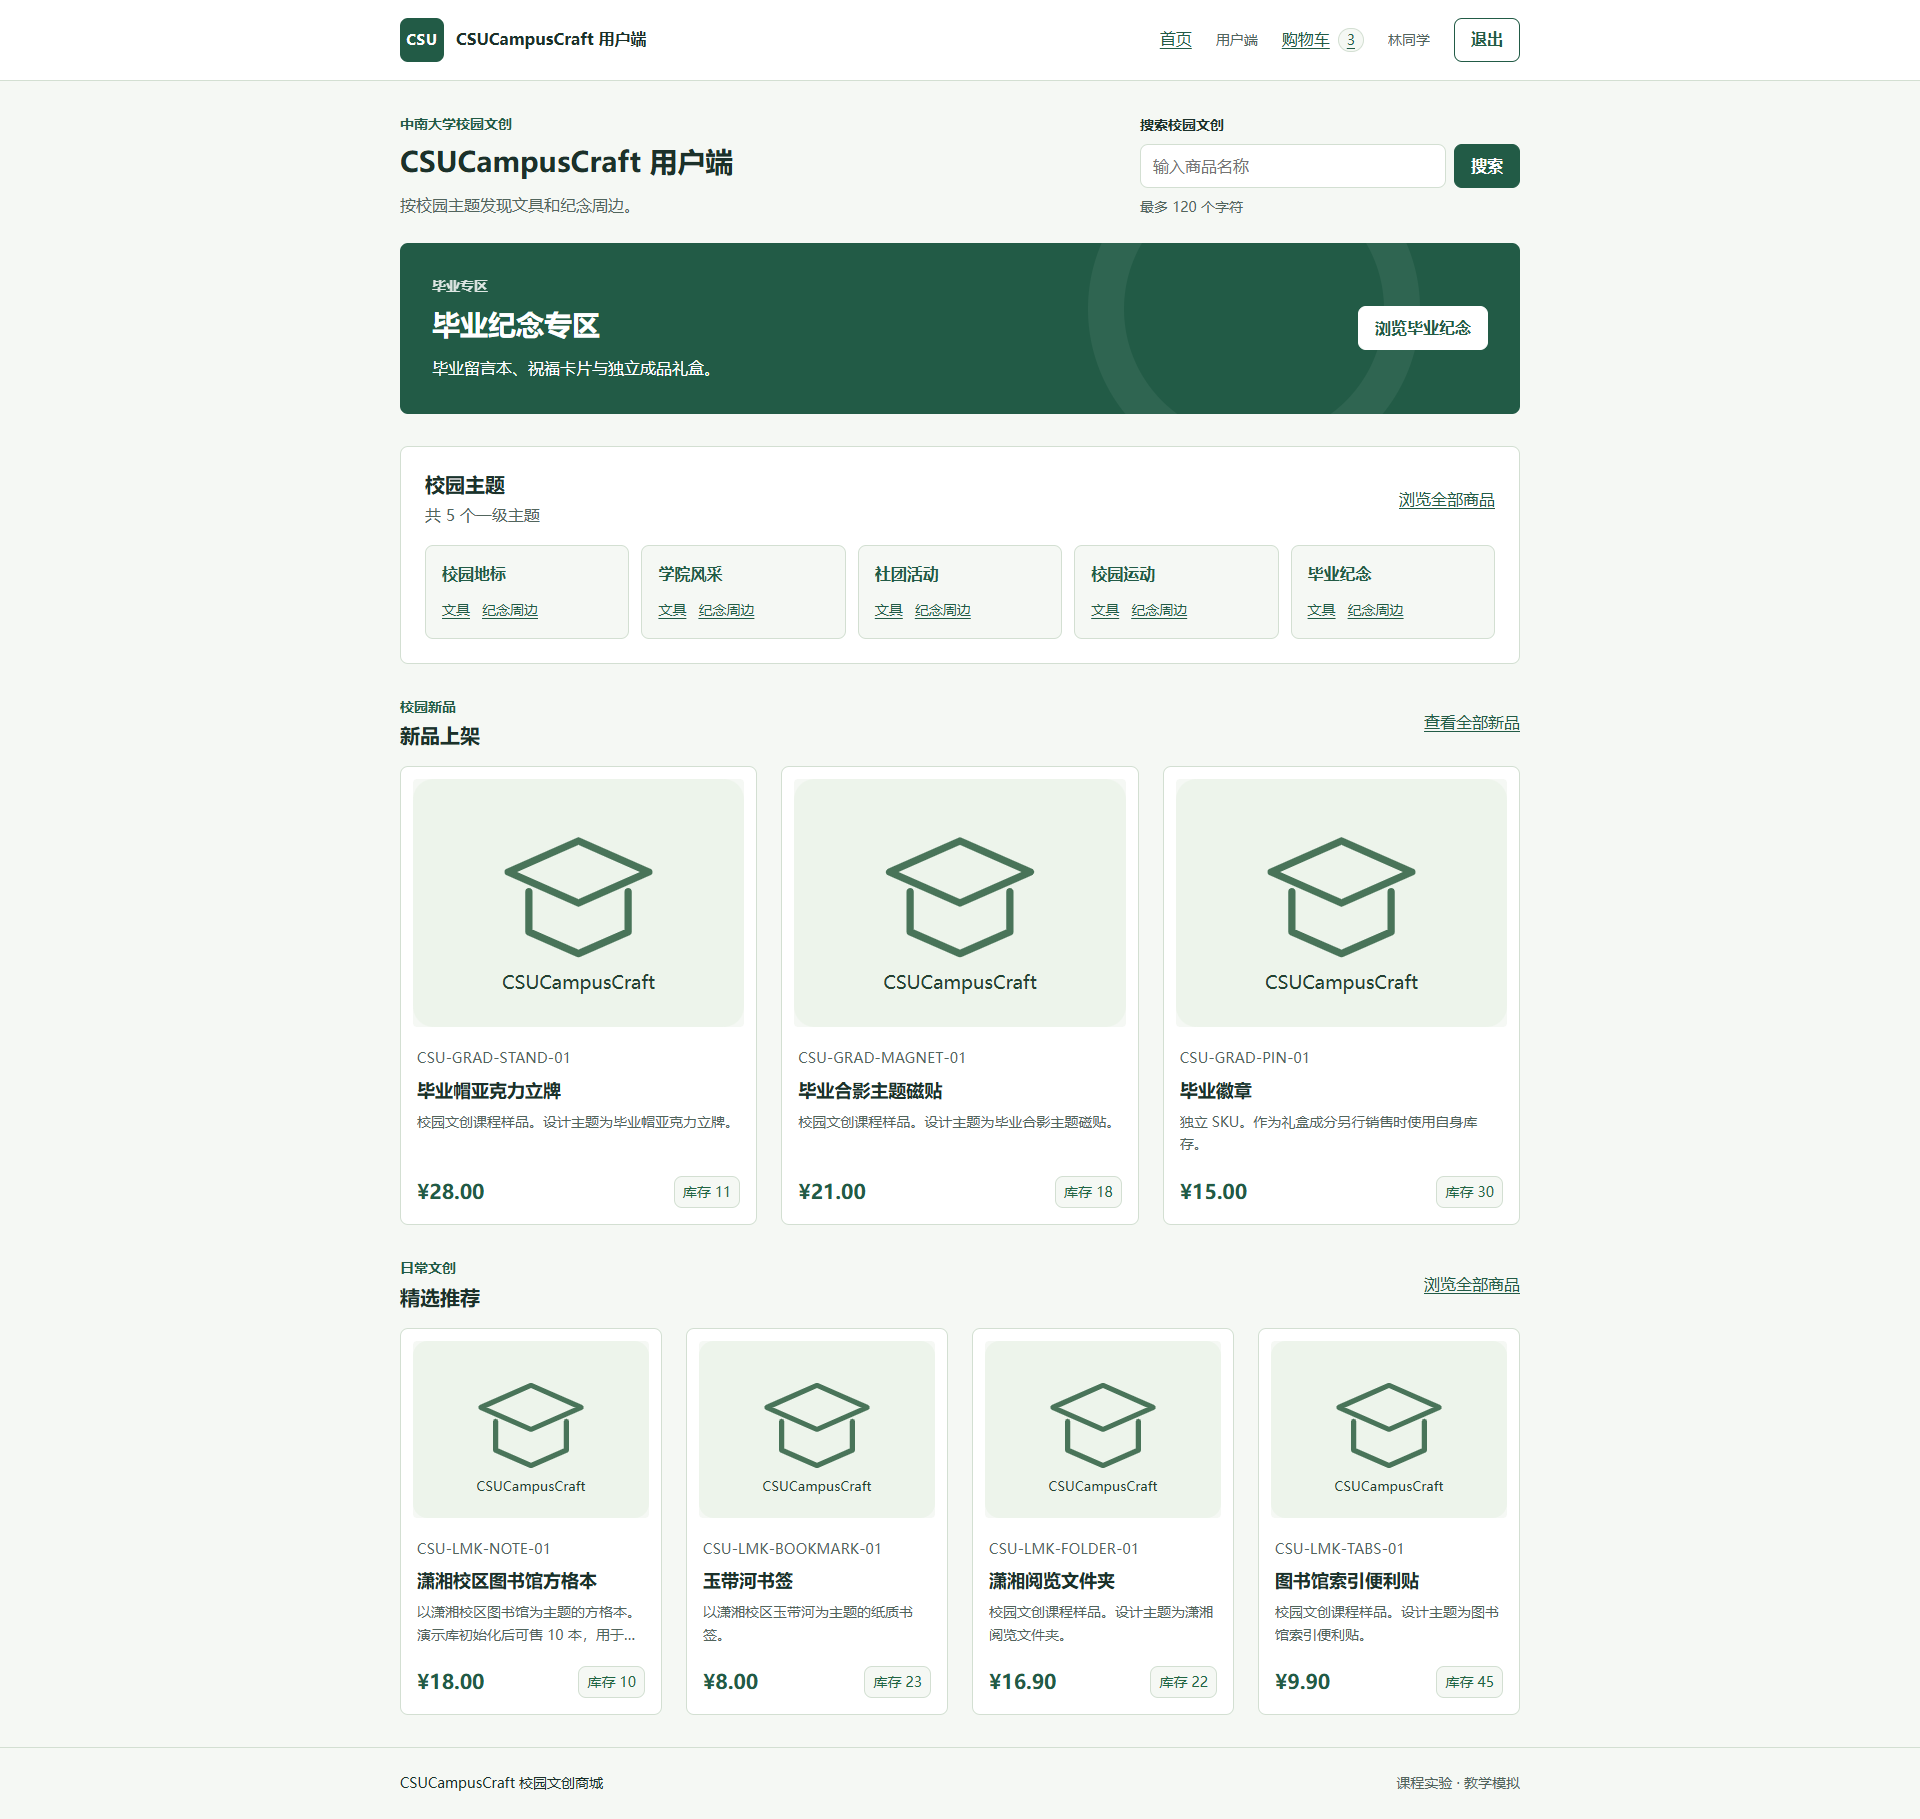 CSU CSUCampusCraft 用户端 首页 用户端 购物车 3 林同学 退出
中南大学校园文创
CSUCampusCraft 用户端
按校园主题发现文具和纪念周边。
搜索校园文创
输入商品名称 搜索
最多 120 个字符
毕业专区
毕业纪念专区
毕业留言本、祝福卡片与独立成品礼盒。
浏览毕业纪念
校园主题
共 5 个一级主题
浏览全部商品
校园地标
文具 纪念周边
学院风采
文具 纪念周边
社团活动
文具 纪念周边
校园运动
文具 纪念周边
毕业纪念
文具 纪念周边
校园新品
新品上架
查看全部新品
CSUCampusCraft
CSU-GRAD-STAND-01
毕业帽亚克力立牌
校园文创课程样品。设计主题为毕业帽亚克力立牌。
¥28.00 库存 11
CSUCampusCraft
CSU-GRAD-MAGNET-01
毕业合影主题磁贴
校园文创课程样品。设计主题为毕业合影主题磁贴。
¥21.00 库存 18
CSUCampusCraft
CSU-GRAD-PIN-01
毕业徽章
独立 SKU。作为礼盒成分另行销售时使用自身库
存。
¥15.00 库存 30
日常文创
精选推荐
浏览全部商品
CSUCampusCraft
CSU-LMK-NOTE-01
潇湘校区图书馆方格本
以潇湘校区图书馆为主题的方格本。
演示库初始化后可售 10 本，用于...
¥18.00 库存 10
CSUCampusCraft
CSU-LMK-BOOKMARK-01
玉带河书签
以潇湘校区玉带河为主题的纸质书
签。
¥8.00 库存 23
CSUCampusCraft
CSU-LMK-FOLDER-01
潇湘阅览文件夹
校园文创课程样品。设计主题为潇湘
阅览文件夹。
¥16.90 库存 22
CSUCampusCraft
CSU-LMK-TABS-01
图书馆索引便利贴
校园文创课程样品。设计主题为图书
馆索引便利贴。
¥9.90 库存 45
CSUCampusCraft 校园文创商城
课程实验 · 教学模拟